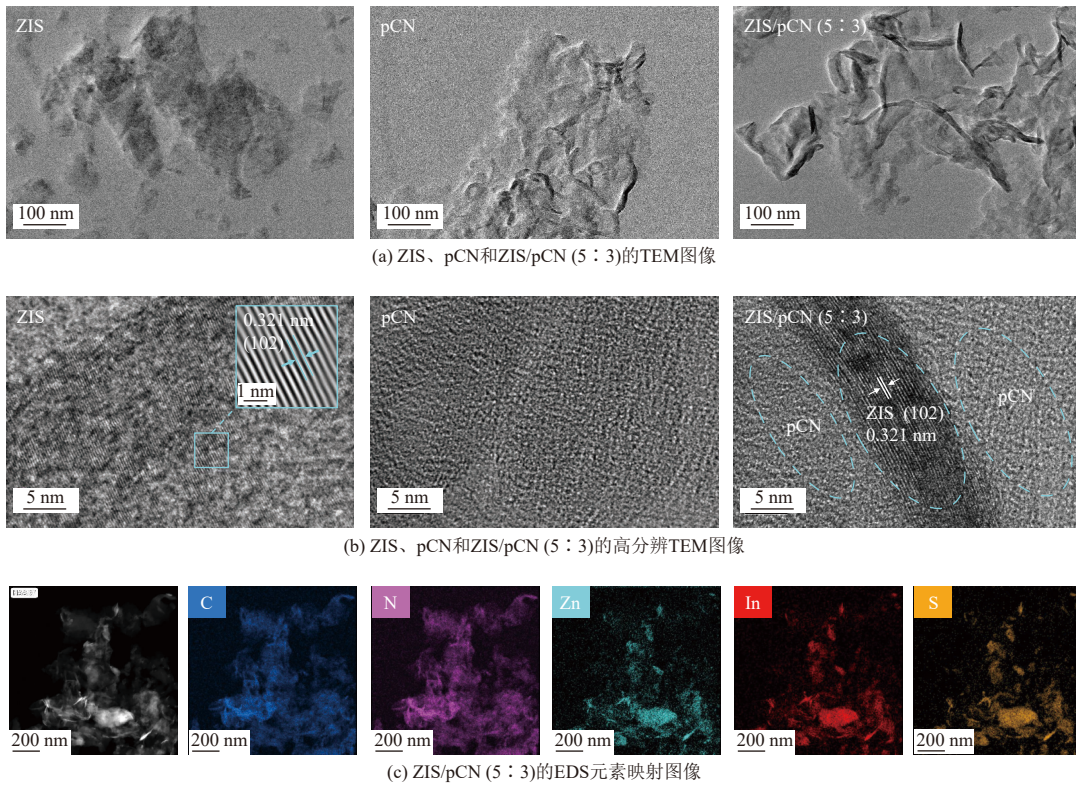 ZIS
pCN
ZIS/pCN (5∶3)
100 nm
100 nm
100 nm
(a) ZIS、pCN和ZIS/pCN (5∶3)的TEM图像
ZIS
0.321 nm
(102)
1 nm
5 nm
pCN
5 nm
ZIS/pCN (5∶3)
pCN
ZIS (102)
0.321 nm
pCN
5 nm
(b) ZIS、pCN和ZIS/pCN (5∶3)的高分辨TEM图像
C
N
Zn
In
S
200 nm
200 nm
200 nm
200 nm
200 nm
200 nm
(c) ZIS/pCN (5∶3)的EDS元素映射图像